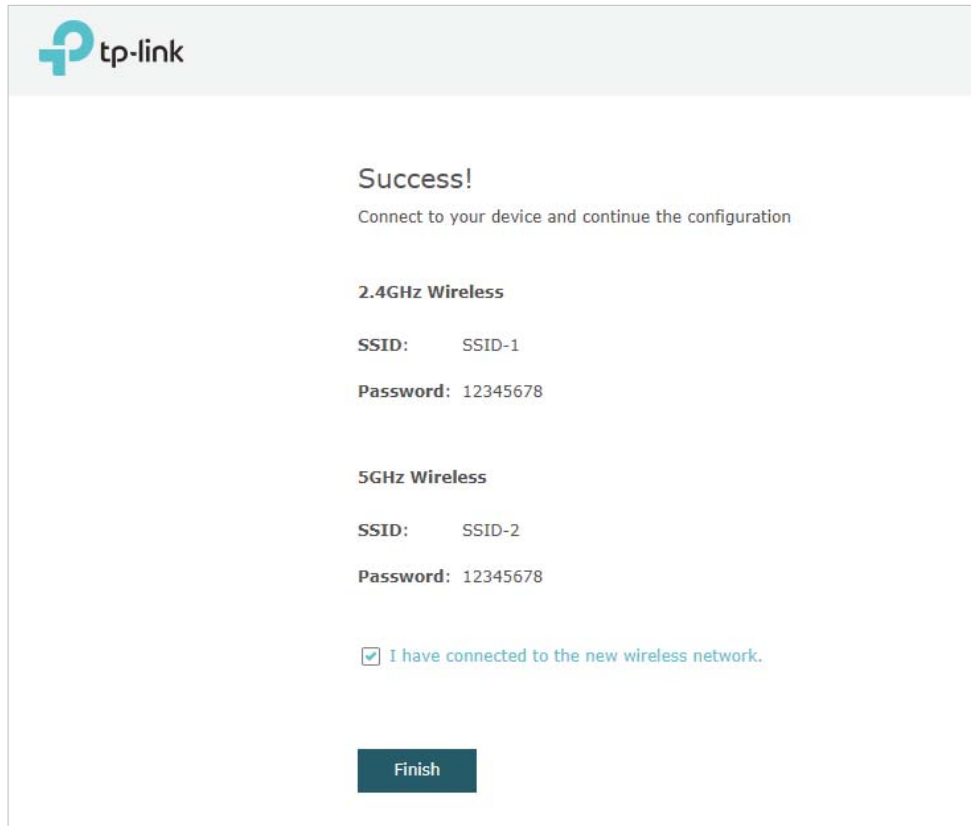 tp-link
Success!
Connect to your device and continue the configuration
2.4GHz Wireless
SSID: SSID-1
Password: 12345678
5GHz Wireless
SSID: SSID-2
Password: 12345678
I have connected to the new wireless network.
Finish